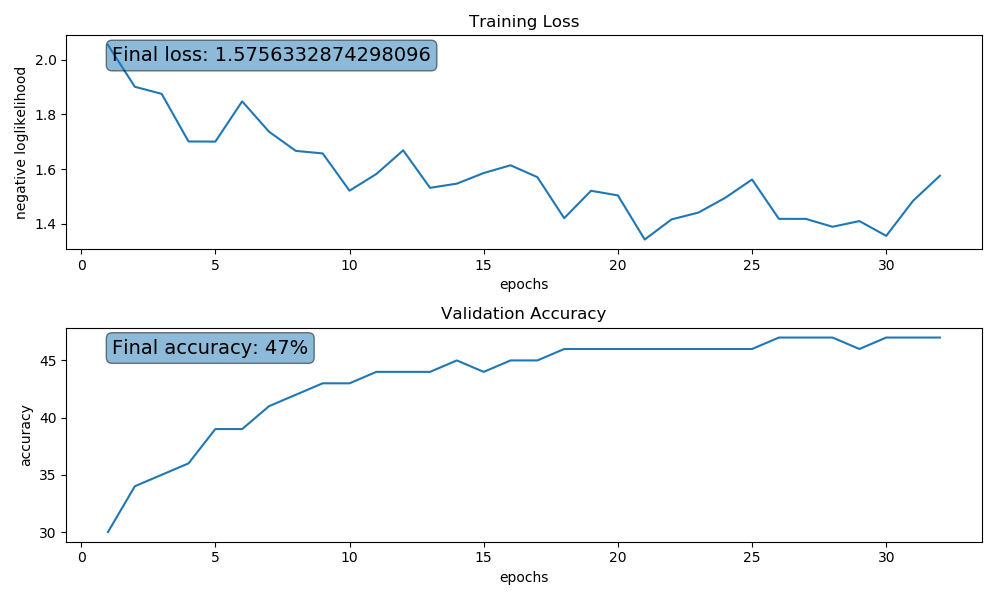 Training Loss
Final loss: 1.5756332874298096
negative loglikelihood
2.0
1.8
1.6
1.4
0 5 10 15 20 25 30
epochs
Validation Accuracy
Final accuracy: 47%
accuracy
45
40
35
30
0 5 10 15 20 25 30
epochs